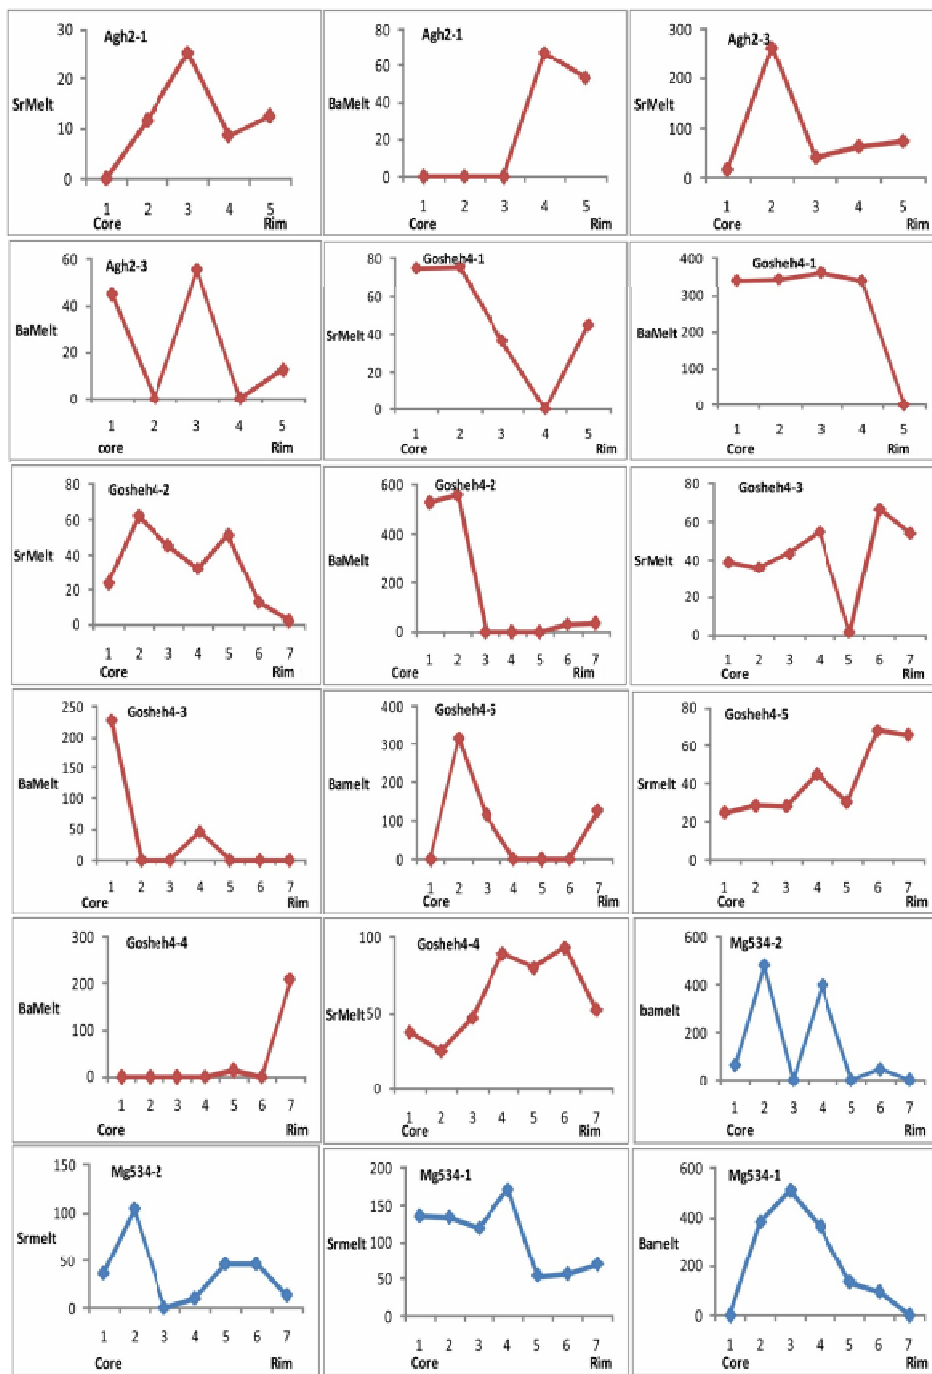 Agh2-1
30
20
10
0
SrMelt
1 2 3 4 5
Core Rim
Agh2-1
80
60
40
20
0
BaMelt
1 2 3 4 5
Core Rim
Agh2-3
300
200
100
0
SrMelt
1 2 3 4 5
Core Rim
Agh2-3
60
40
20
0
BaMelt
1 2 3 4 5
core Rim
Gosheh4-1
80
60
40
20
0
SrMelt
1 2 3 4 5
Core Rim
Gosheh4-1
400
300
200
100
0
BaMelt
1 2 3 4 5
Core Rim
Gosheh4-2
80
60
40
20
0
SrMelt
1 2 3 4 5 6 7
Core Rim
Gosheh4-2
600
400
200
0
BaMelt
1 2 3 4 5 6 7
Core Rim
Gosheh4-3
80
60
40
20
0
SrMelt
1 2 3 4 5 6 7
Core Rim
Gosheh4-3
250
200
150
100
50
0
BaMelt
1 2 3 4 5 6 7
Core Rim
Gosheh4-5
400
300
200
100
0
Bamelt
1 2 3 4 5 6 7
Core Rim
Gosheh4-5
80
60
40
20
0
Srmelt
1 2 3 4 5 6 7
Core Rim
Gosheh4-4
300
200
100
0
BaMelt
1 2 3 4 5 6 7
Core Rim
Gosheh4-4
100
50
0
SrMelt
1 2 3 4 5 6 7
Core Rim
Mg534-2
600
400
200
0
bamelt
1 2 3 4 5 6 7
Core Rim
Mg534-2
150
100
50
0
Srmelt
1 2 3 4 5 6 7
Core Rim
Mg534-1
200
150
100
50
0
Srmelt
1 2 3 4 5 6 7
Core Rim
Mg534-1
600
400
200
0
Bamelt
1 2 3 4 5 6 7
Core Rim